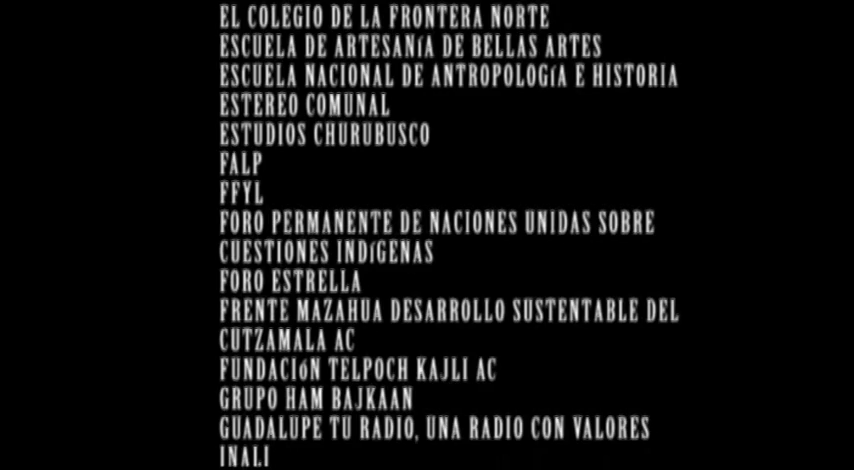 EL COLEGIO DE LA FRONTERA NORTE
ESCUELA DE ARTESANíA DE BELLAS ARTES
ESCUELA NACIONAL DE ANTROPOLOGíA E HISTORIA
ESTEREO COMUNAL
ESTUDIOS CHURUBUSCO
FALP
FFYL
FORO PERMANENTE DE NACIONES UNIDAS SOBRE
CUESTIONES INDíGENAS
FORO ESTRELLA
FRENTE MAZAHUA DESARROLLO SUSTENTABLE DEL
CUTZAMALA AC
FUNDACIóN TELPOCH KAJLI AC
GRUPO HAM BAJKAAN
GUADALUPE TU RADIO, UNA RADIO CON VALORES
INALI